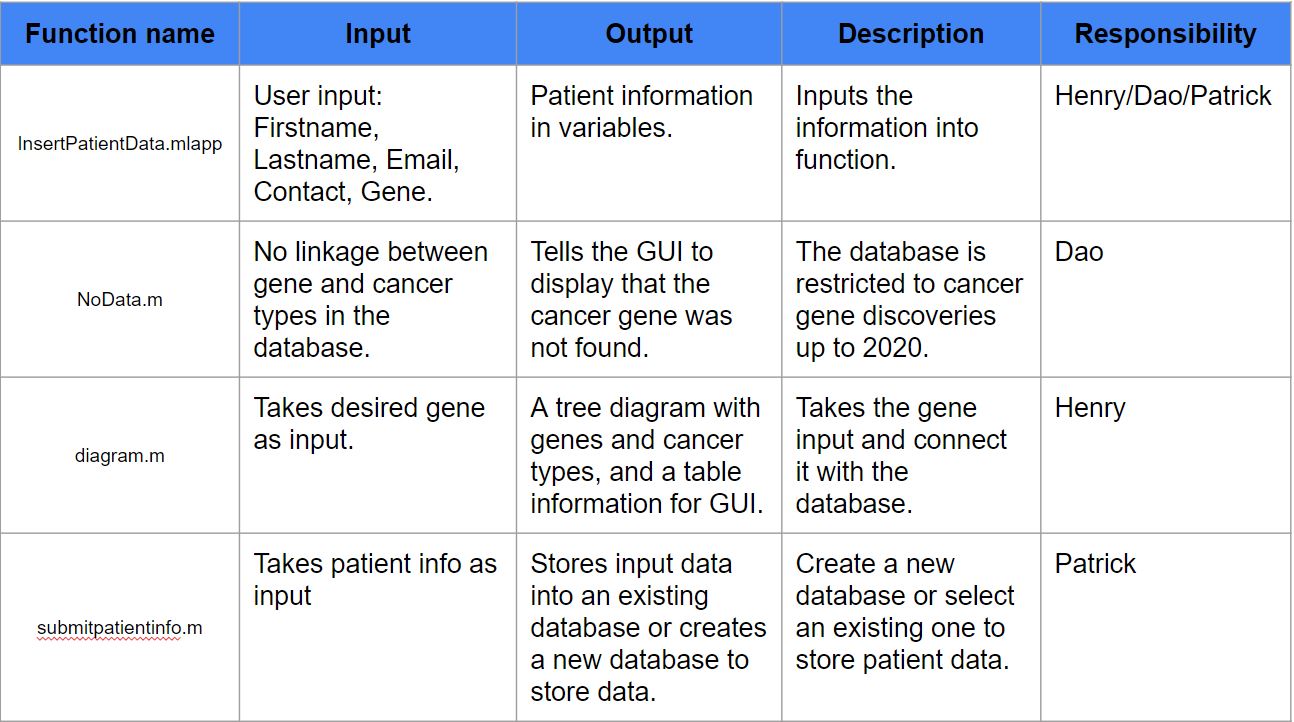 Function name
Input
Output
Description
Responsibility
InsertPatientData.mlapp
User input:
Firstname,
Lastname, Email,
Contact, Gene.
Patient information
in variables.
Inputs the
information into
function.
Henry/Dao/Patrick
NoData.m
No linkage between
gene and cancer
types in the
database.
Tells the GUI to
display that the
cancer gene was
not found.
The database is
restricted to cancer
gene discoveries
up to 2020.
Dao
diagram.m
Takes desired gene
as input.
A tree diagram with
genes and cancer
types, and a table
information for GUI.
Takes the gene
input and connect
it with the
database.
Henry
submitpatientinfo.m
Takes patient info as
input
Stores input data
into an existing
database or creates
a new database to
store data.
Create a new
database or select
an existing one to
store patient data.
Patrick